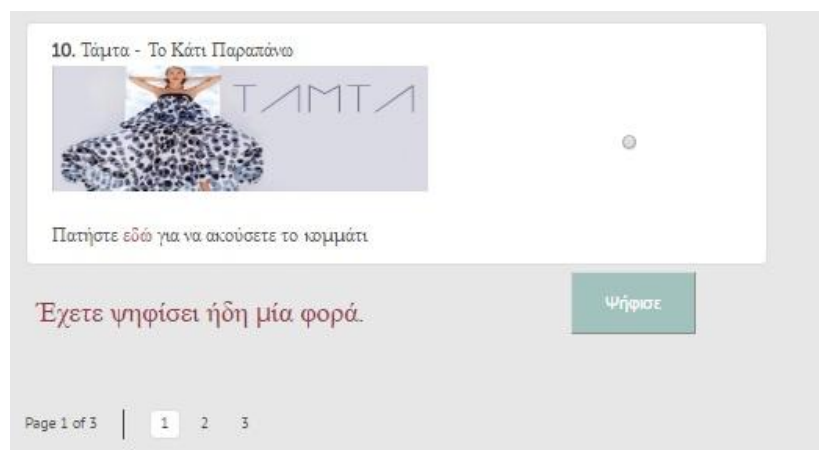 10. Τάμτα - Το Κάτι Παραπάνω
TAMTA
Πατήστε εδώ για να ακούσετε το κομμάτι
Έχετε ψηφίσει ήδη μία φορά.
Ψήφισε
Page 1 of 3 | 1 2 3